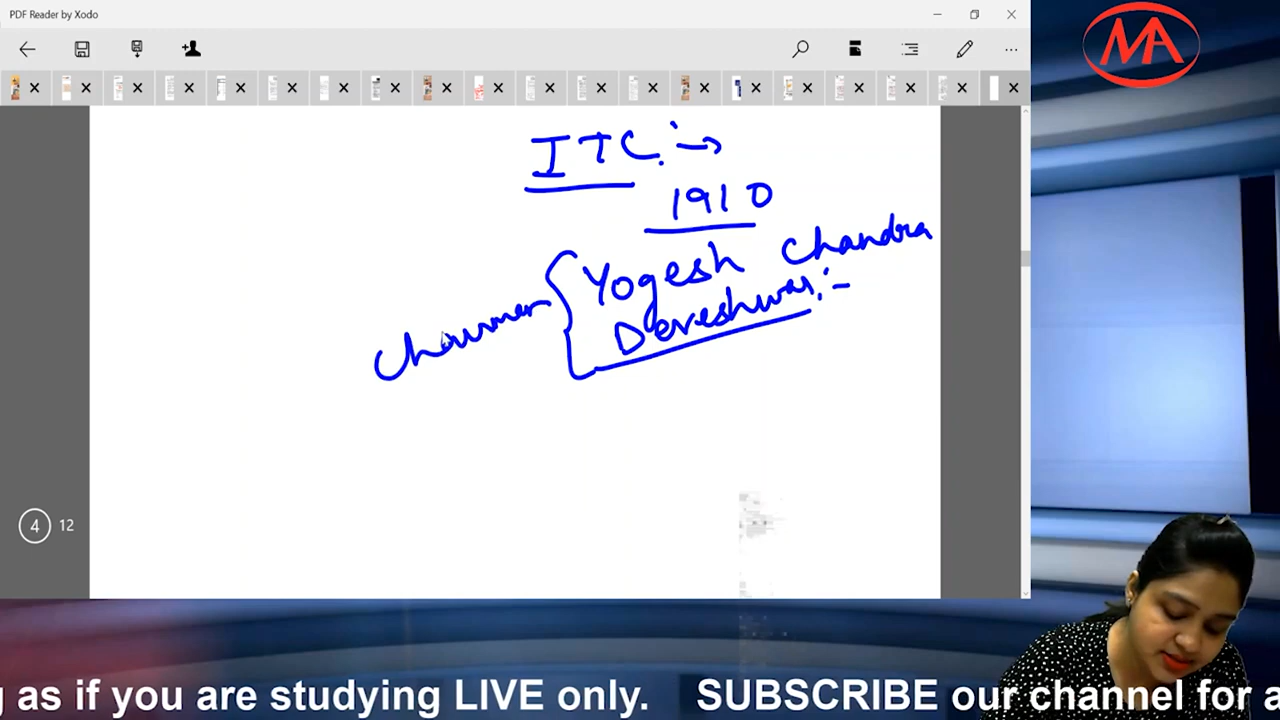 PDF Reader by Xodo
MA
ITC :→
1910
Yogesh Chandra
Deveshwar :-
Chairman
4 12
g as if you are studying LIVE only. SUBSCRIBE our channel for a